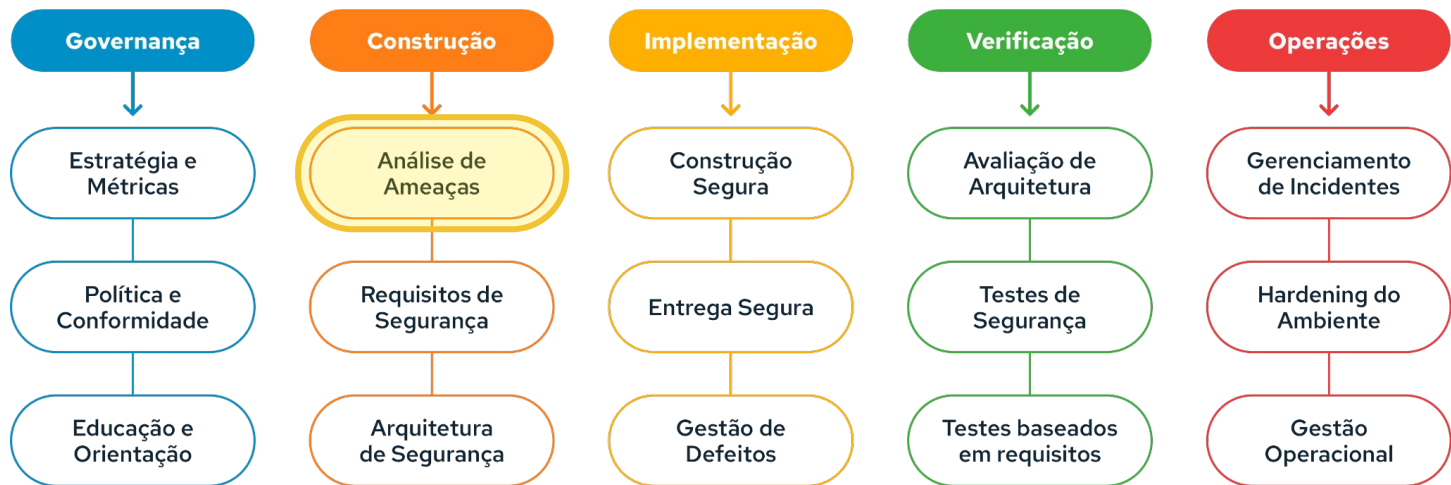 Governança
Construção
Implementação
Verificação
Operações
Estratégia e
Métricas
Análise de
Ameaças
Construção
Segura
Avaliação de
Arquitetura
Gerenciamento
de Incidentes
Política e
Conformidade
Requisitos de
Segurança
Entrega Segura
Testes de
Segurança
Hardening do
Ambiente
Educação e
Orientação
Arquitetura
de Segurança
Gestão de
Defeitos
Testes baseados
em requisitos
Gestão
Operacional